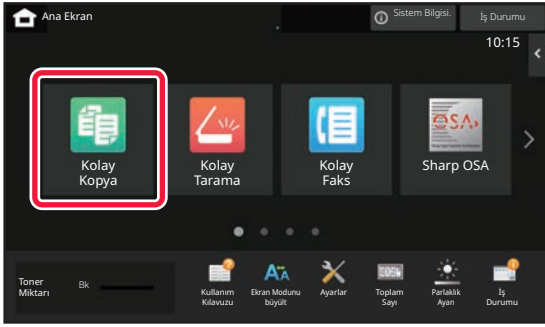 Ana Ekran
Sistem Bilgisi.
İş Durumu
10:15
Kolay
Kopya
Kolay
Tarama
Kolay
Faks
OSA
Sharp OSA
Toner
Miktarı
Bk
Kullanım
Kılavuzu
Ekran Modunu
büyült
Ayarlar
Toplam
Sayı
Parlaklık
Ayarı
İş
Durumu